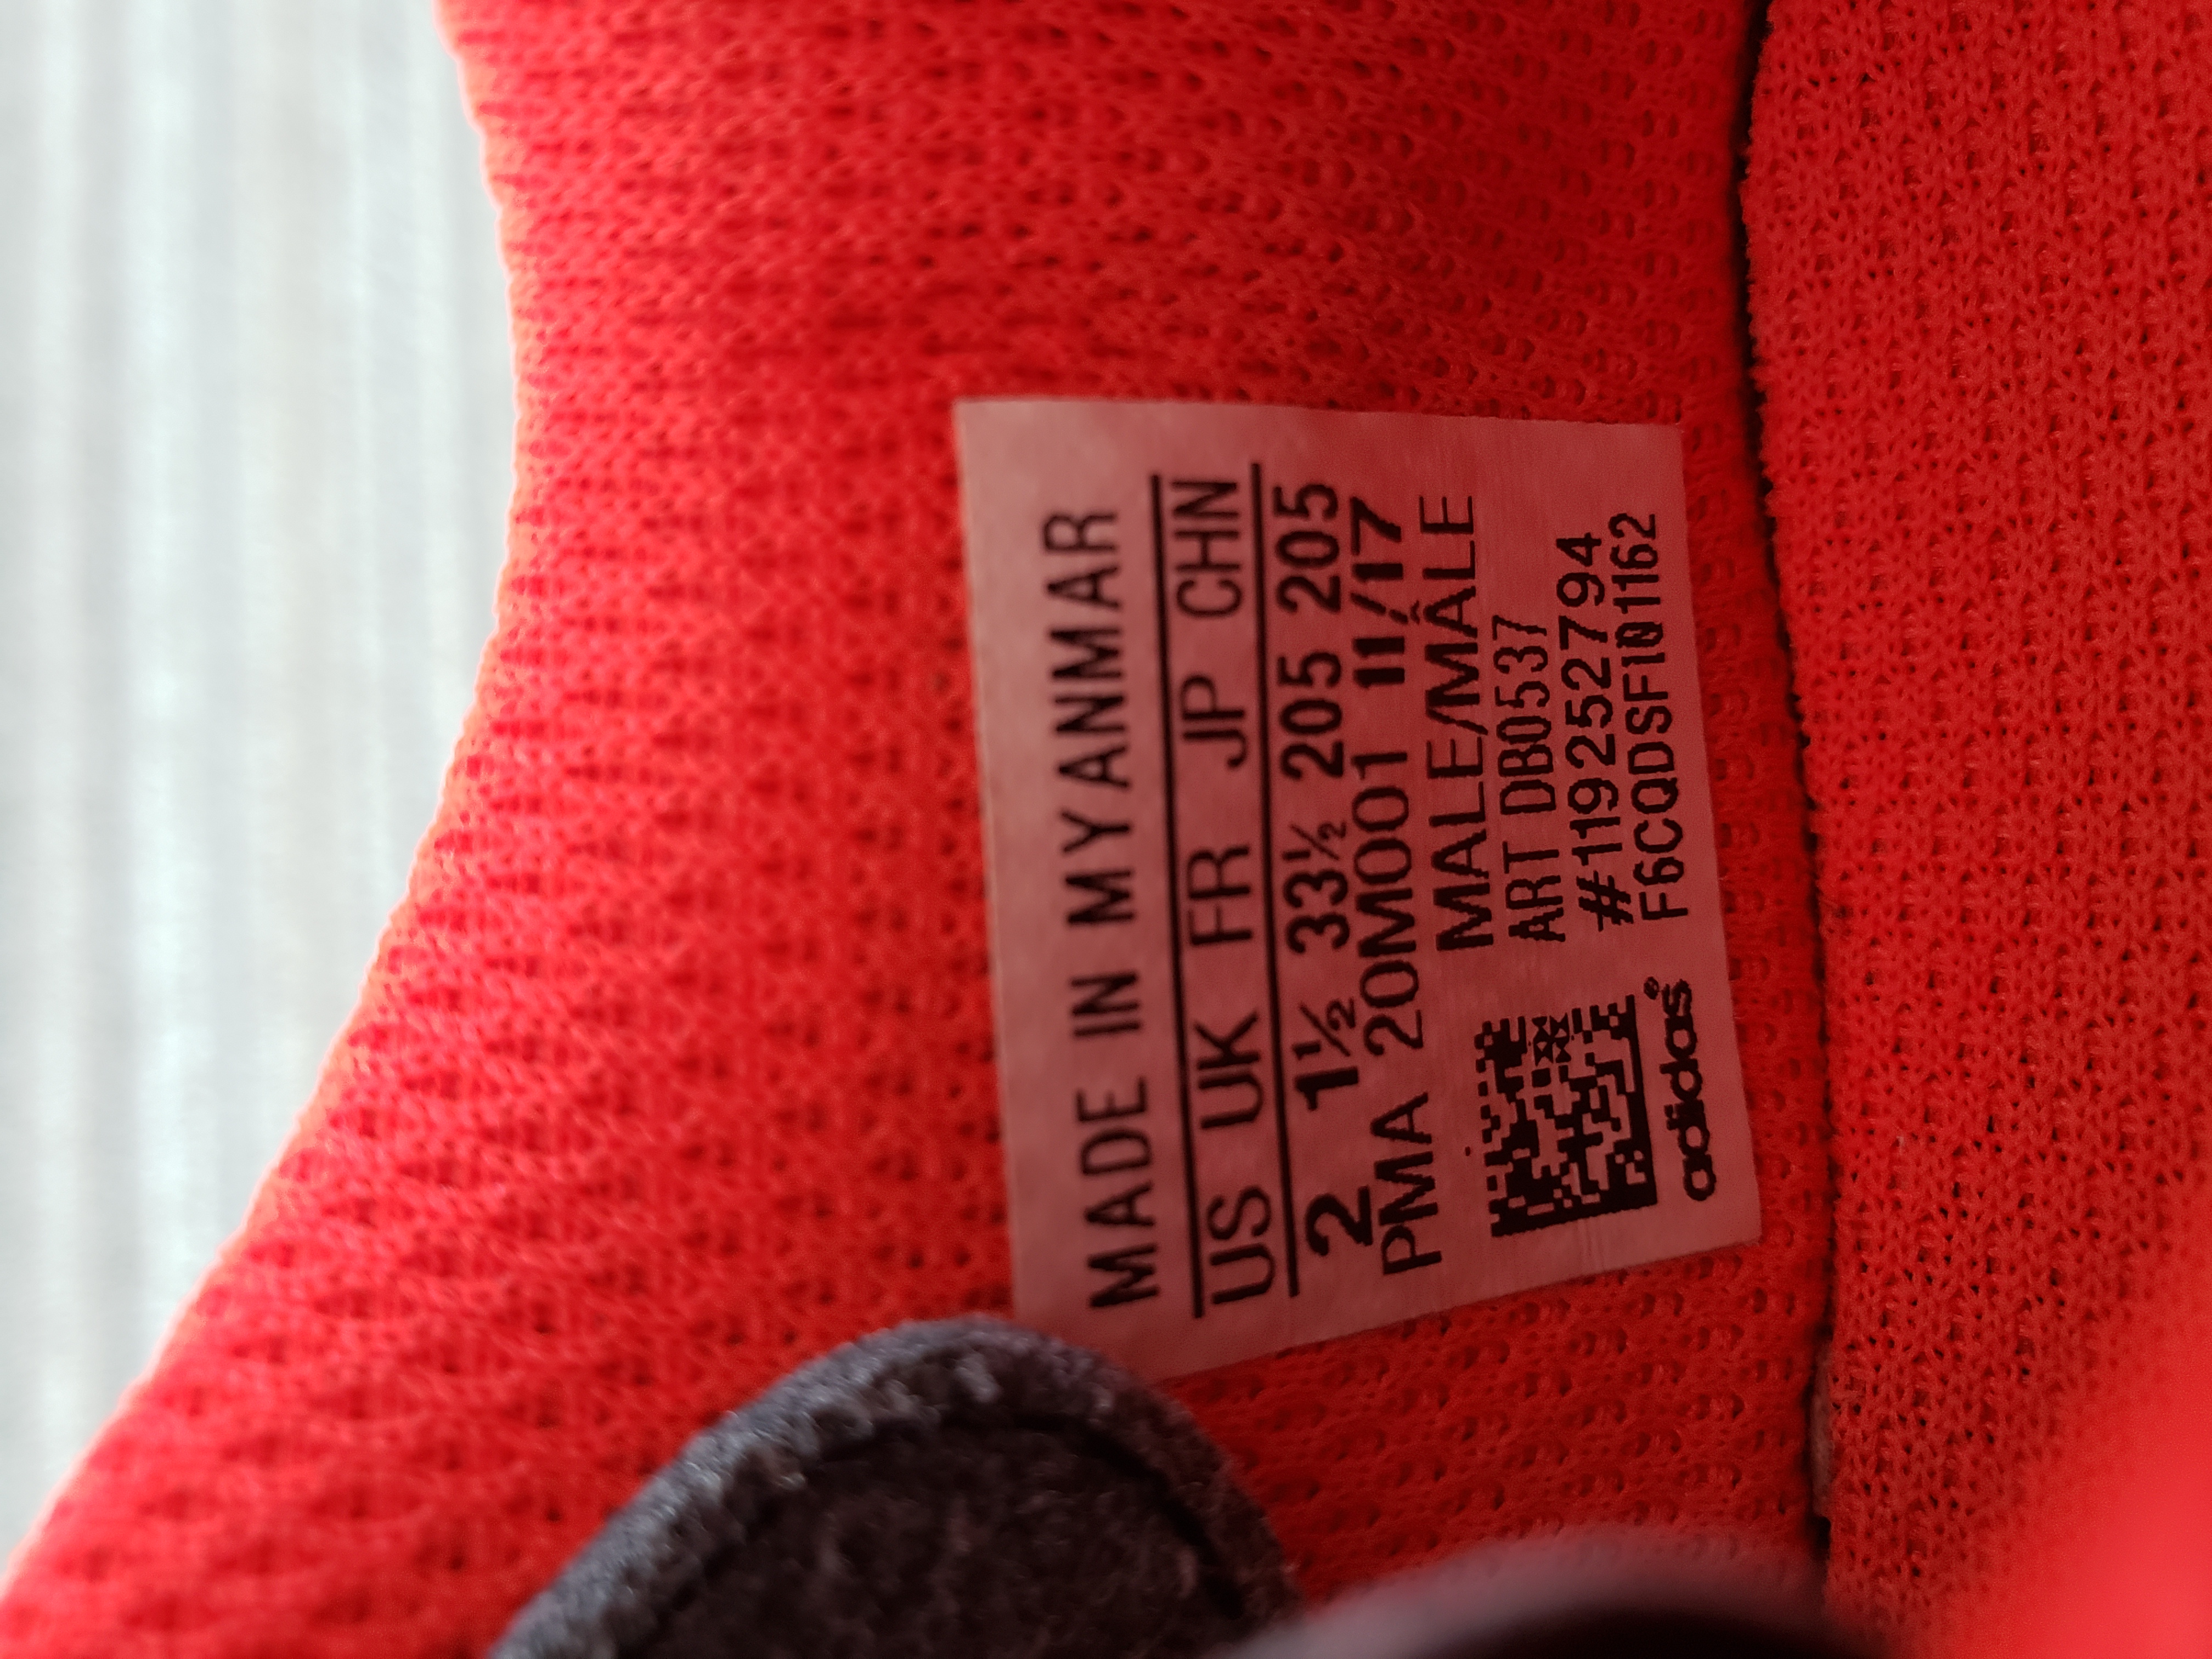 MADE IN MYANMAR
US UK FR JP CHN
2 1½ 33½ 205 205
PMA 20M001 11/17
MALE/MÂLE
ART DB0537
#119252794
F6CQDSF101162
adidas®